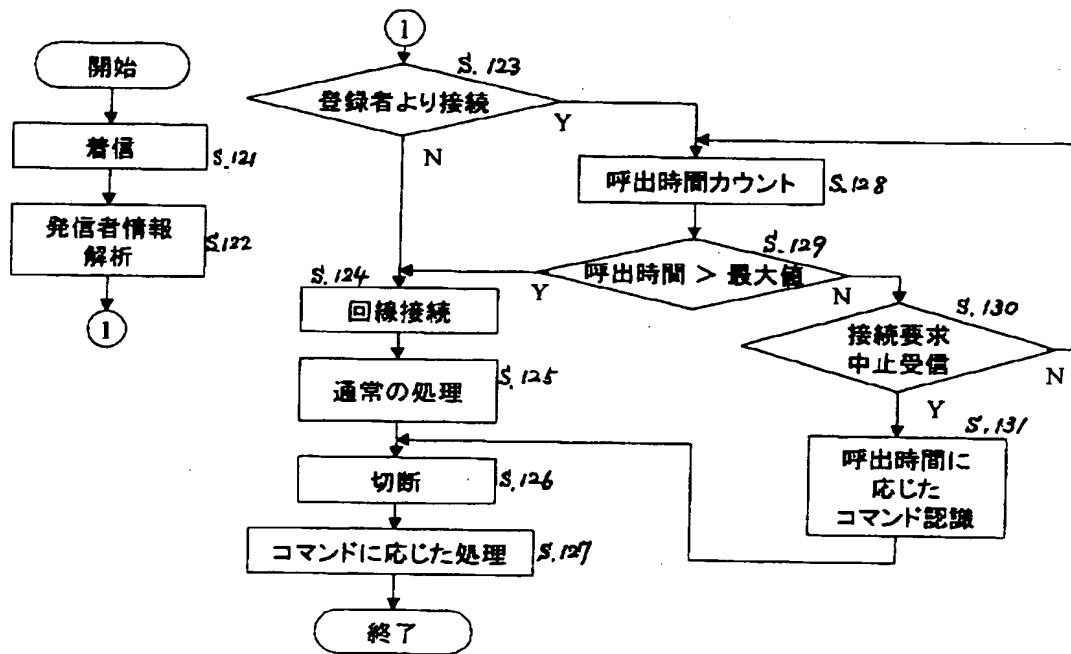 開始
着信
S.121
発信者情報
解析
S.122
1
1
S.123
登録者より接続
Y
N
呼出時間カウント
S.128
S.129
呼出時間 > 最大値
Y
N
S.124
回線接続
S.130
接続要求
中止受信
N
Y
通常の処理
S.125
S.131
呼出時間に
応じた
コマンド認識
切断
S.126
コマンドに応じた処理
S.127
終了